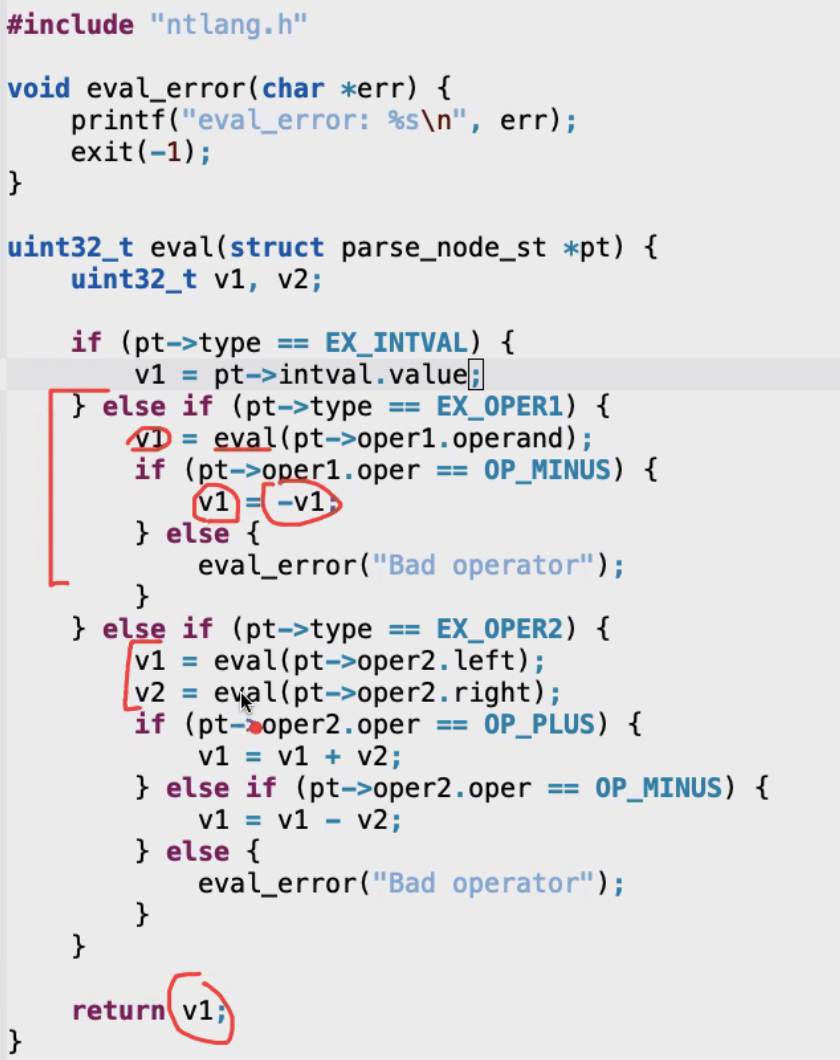 #include "ntlang.h"

void eval_error(char *err) {
    printf("eval_error: %s\n", err);
    exit(-1);
}

uint32_t eval(struct parse_node_st *pt) {
    uint32_t v1, v2;

    if (pt->type == EX_INTVAL) {
        v1 = pt->intval.value;
    } else if (pt->type == EX_OPER1) {
        v1 = eval(pt->oper1.operand);
        if (pt->oper1.oper == OP_MINUS) {
            v1 = -v1;
        } else {
            eval_error("Bad operator");
        }
    } else if (pt->type == EX_OPER2) {
        v1 = eval(pt->oper2.left);
        v2 = eval(pt->oper2.right);
        if (pt->oper2.oper == OP_PLUS) {
            v1 = v1 + v2;
        } else if (pt->oper2.oper == OP_MINUS) {
            v1 = v1 - v2;
        } else {
            eval_error("Bad operator");
        }
    }

    return v1;
}